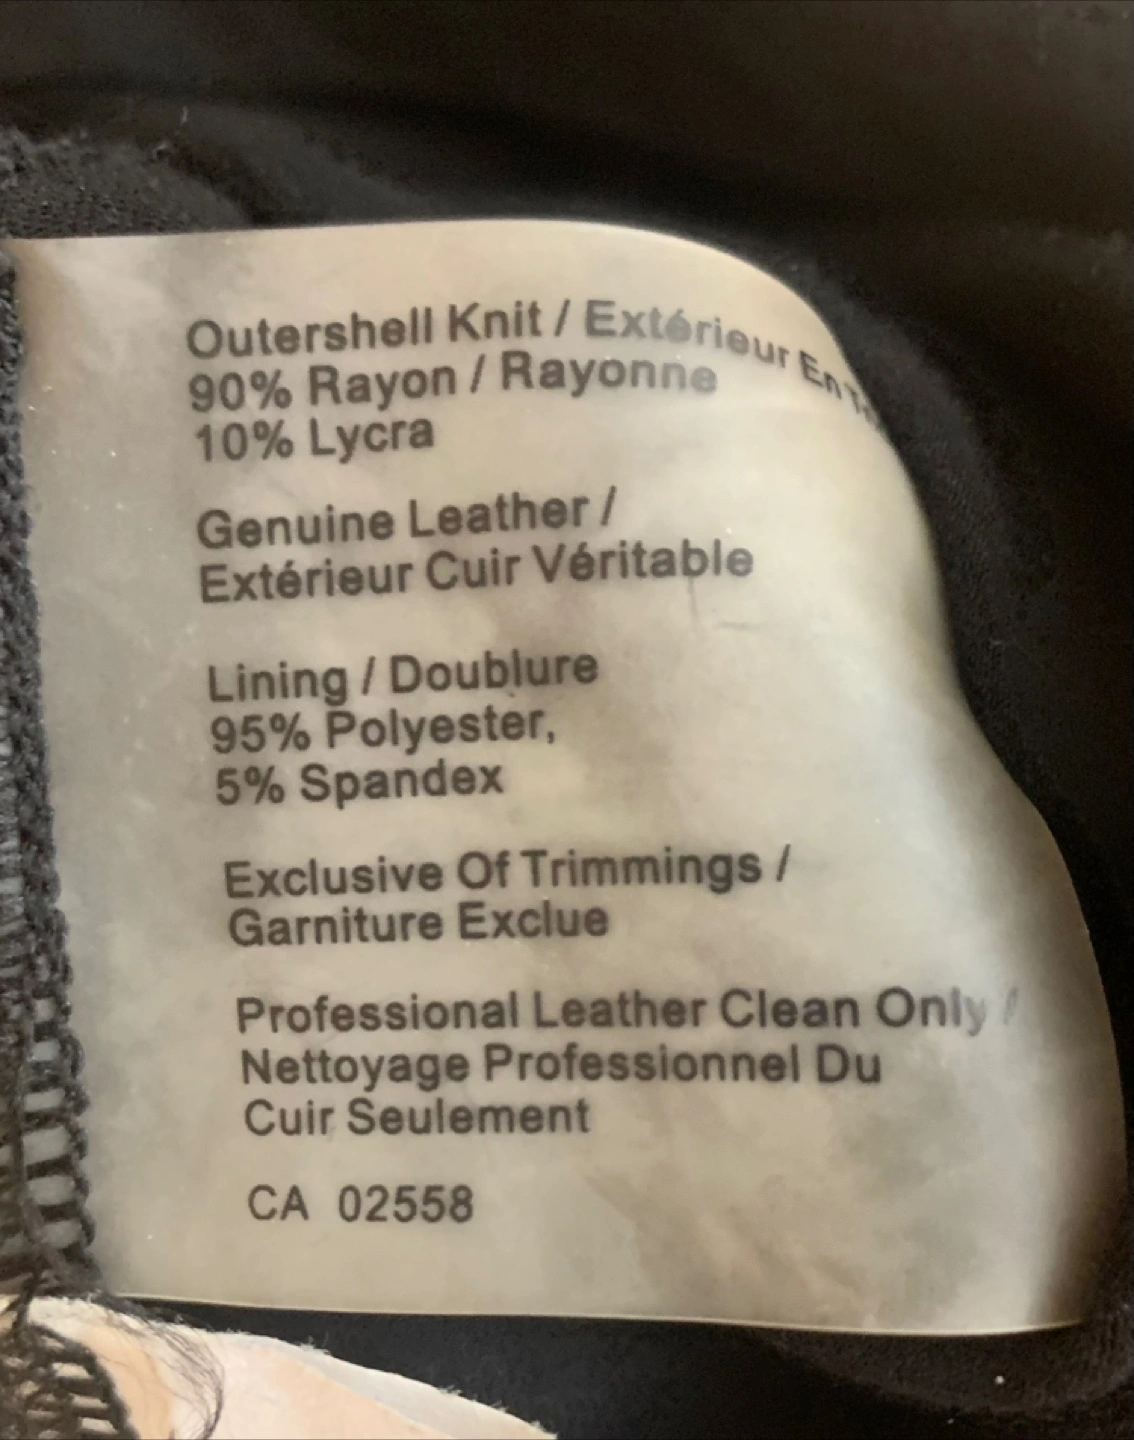 Outershell Knit / Extérieur En
90% Rayon / Rayonne
10% Lycra
Genuine Leather /
Extérieur Cuir Véritable
Lining / Doublure
95% Polyester,
5% Spandex
Exclusive Of Trimmings /
Garniture Exclue
Professional Leather Clean Only /
Nettoyage Professionnel Du
Cuir Seulement
CA 02558